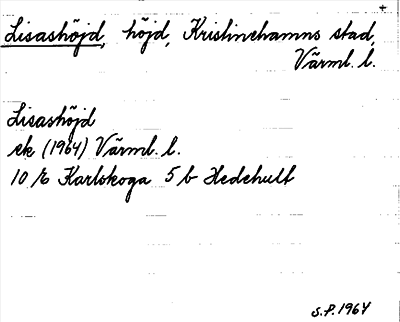 +
Lisashöjd, höjd, Kristinehamns stad,
Värml. l.
Lisashöjd
ek (1964) Värml. l.
10 E Karlskoga 5 b Hedehult
S.P. 1964